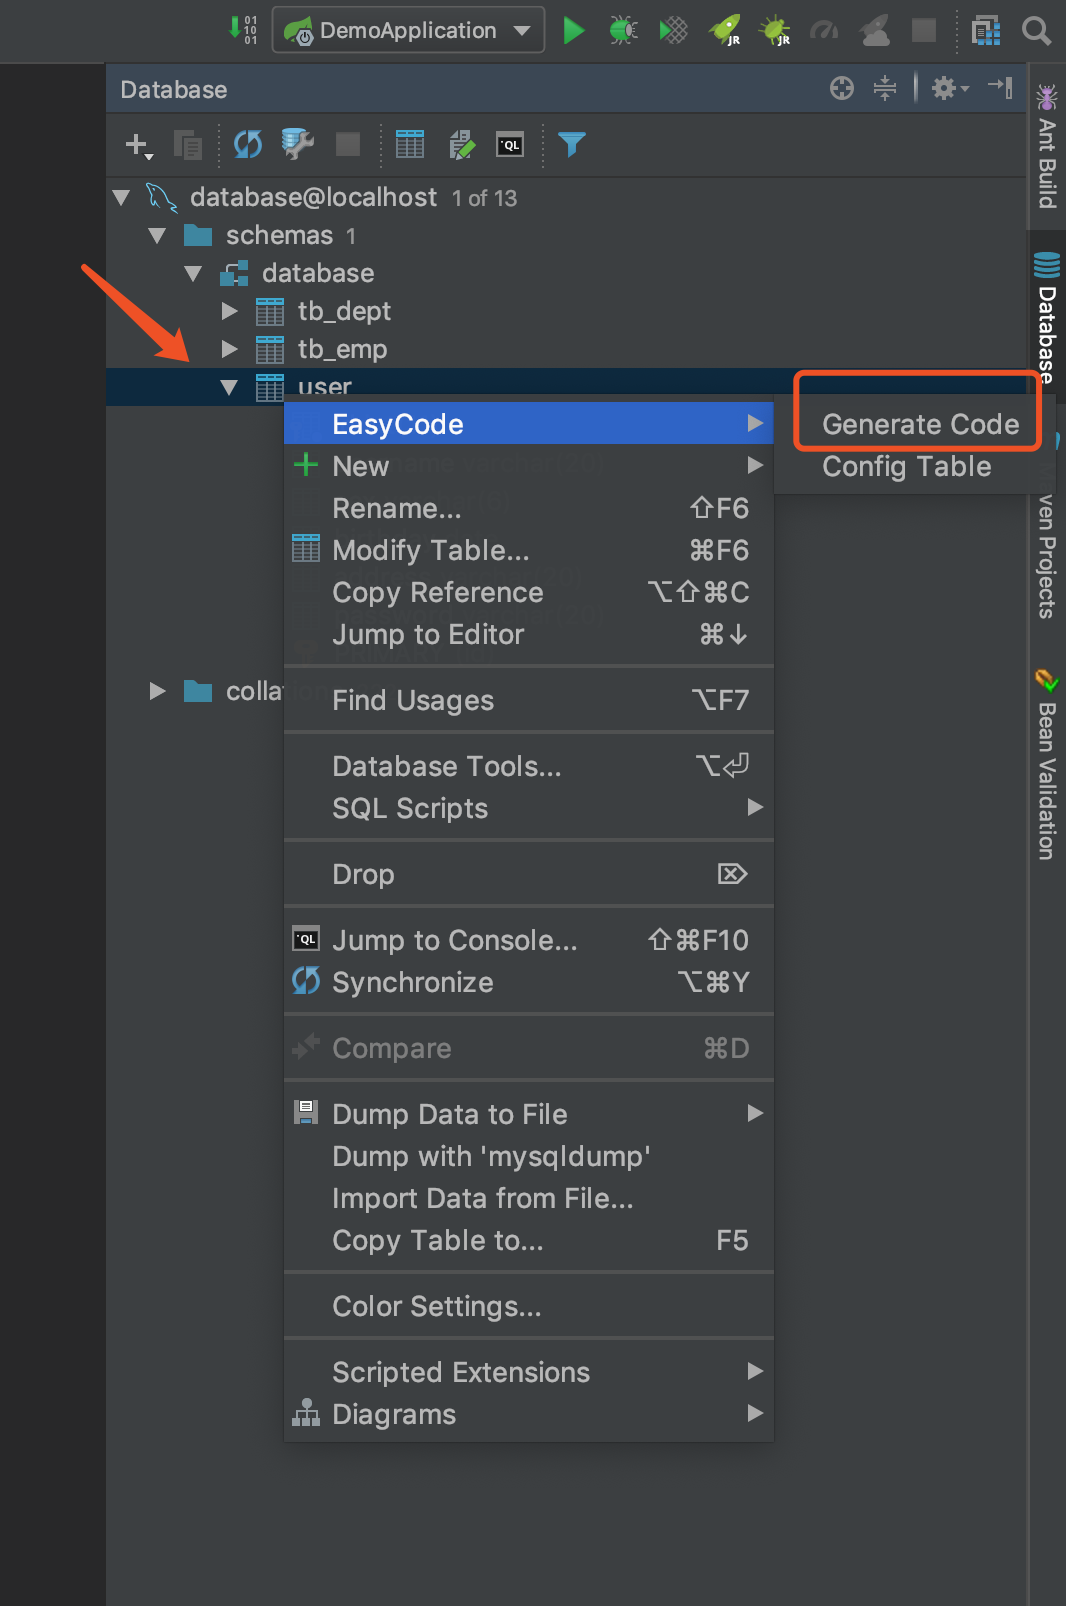 DemoApplication
Database
database@localhost 1 of 13
schemas 1
database
tb_dept
tb_emp
user
EasyCode
Generate Code
New
Config Table
Rename... ⇧F6
Modify Table... ⌘F6
Copy Reference ⌥⇧⌘C
Jump to Editor ⌘↓
colla
Find Usages ⌥F7
Database Tools... ⌥⏎
SQL Scripts
Drop ⌦
Jump to Console... ⇧⌘F10
Synchronize ⌥⌘Y
Compare ⌘D
Dump Data to File
Dump with 'mysqldump'
Import Data from File...
Copy Table to... F5
Color Settings...
Scripted Extensions
Diagrams
Ant Build
Database
ven Projects
Bean Validation